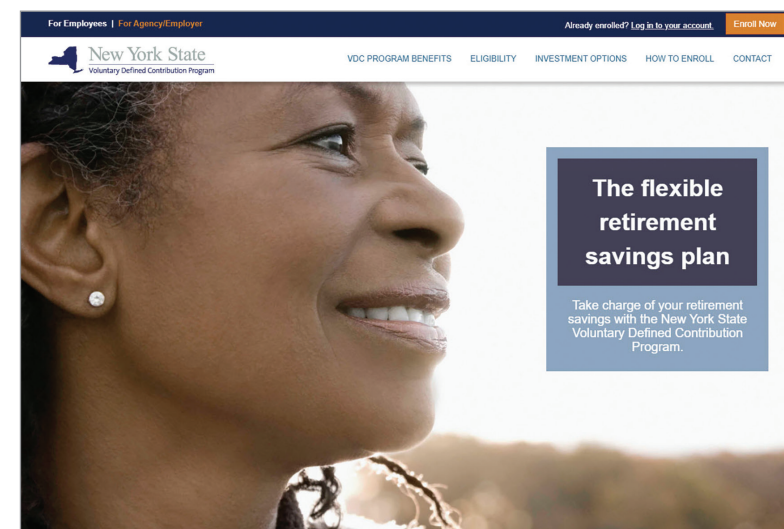 For Employees | For Agency/Employer
Already enrolled? Log in to your account.
Enroll Now
New York State
Voluntary Defined Contribution Program
VDC PROGRAM BENEFITS
ELIGIBILITY
INVESTMENT OPTIONS
HOW TO ENROLL
CONTACT
The flexible
retirement
savings plan
Take charge of your retirement
savings with the New York State
Voluntary Defined Contribution
Program.